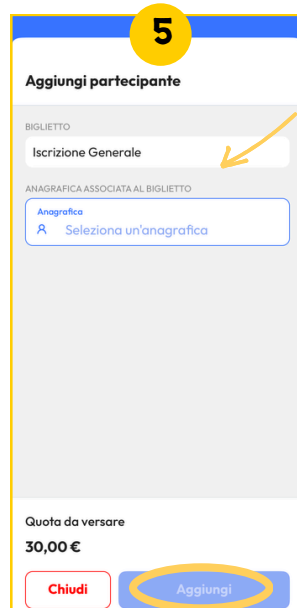 5
Aggiungi partecipante
BIGLIETTO
Iscrizione Generale
ANAGRAFICA ASSOCIATA AL BIGLIETTO
Anagrafica
Seleziona un'anagrafica
Quota da versare
30,00 €
Chiudi
Aggiungi